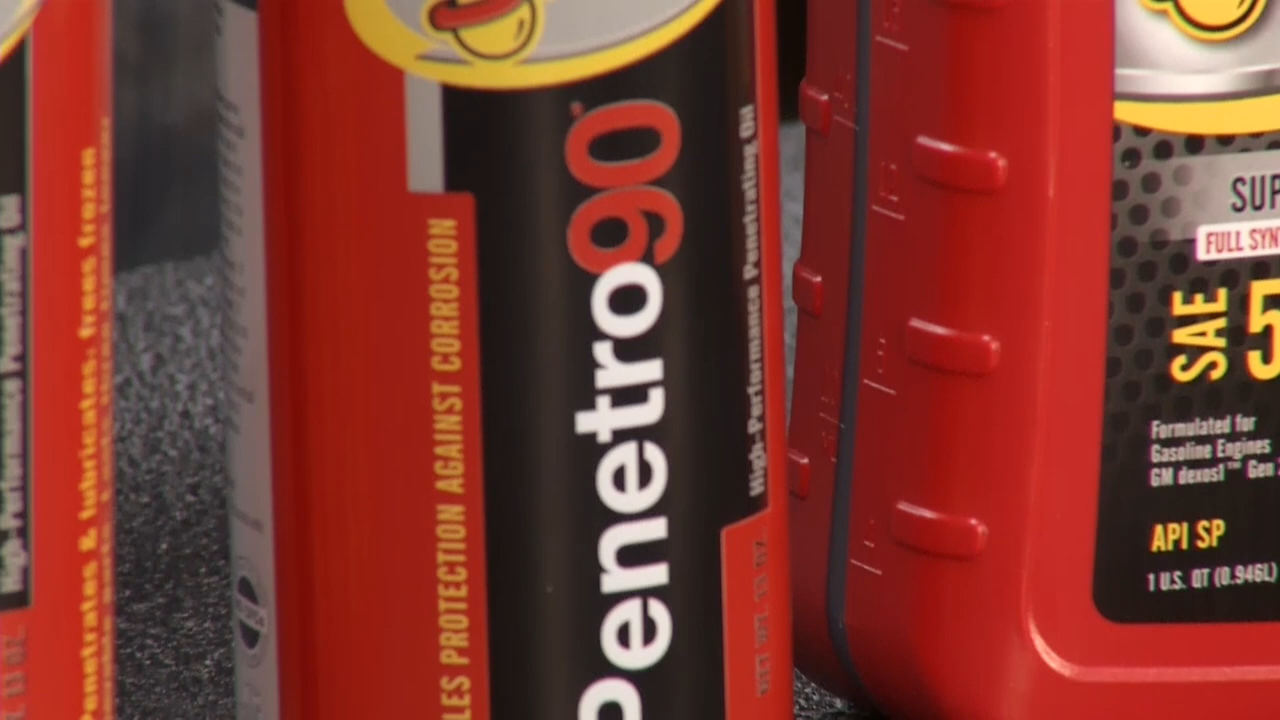 High-Performance Penetrating Oil
Penetrates & lubricates, frees frozen
LES PROTECTION AGAINST CORROSION
Penetro90
High-Performance Penetrating Oil
SUP
FULL SYN
SAE 5
Formulated for
Gasoline Engines
GM dexos1™ Gen
API SP
1 U.S. QT (0.946L)